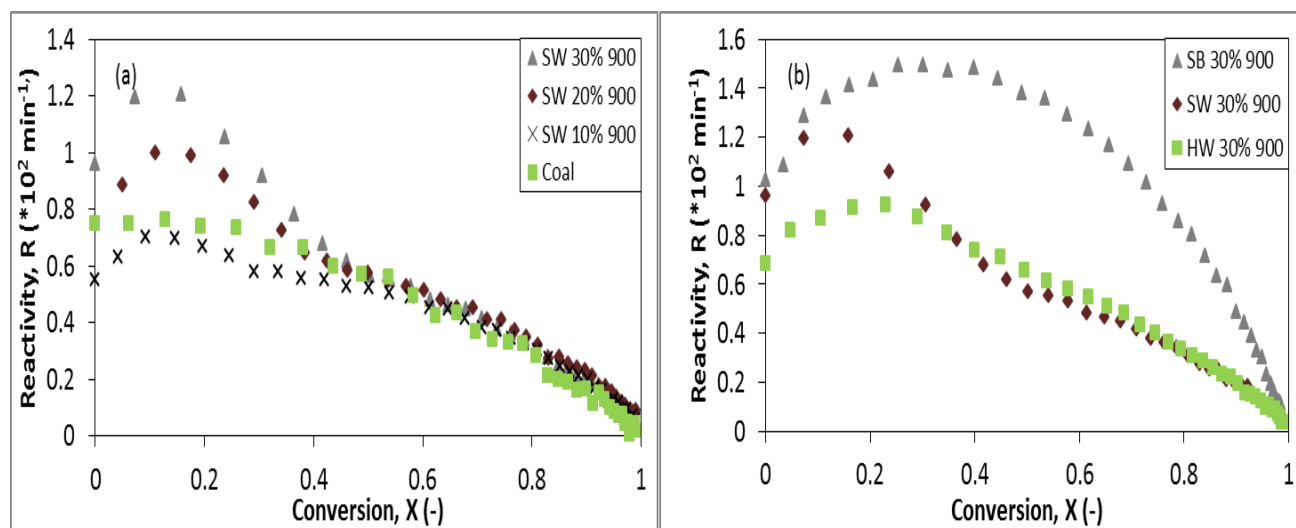 (a)
SW 30% 900
SW 20% 900
SW 10% 900
Coal
Reactivity, R (*10² min⁻¹,)
1.4
1.2
1
0.8
0.6
0.4
0.2
0
0 0.2 0.4 0.6 0.8 1
Conversion, X (-)
(b)
SB 30% 900
SW 30% 900
HW 30% 900
Reactivity, R (*10² min⁻¹)
1.6
1.4
1.2
1
0.8
0.6
0.4
0.2
0
0 0.2 0.4 0.6 0.8 1
Conversion, X (-)